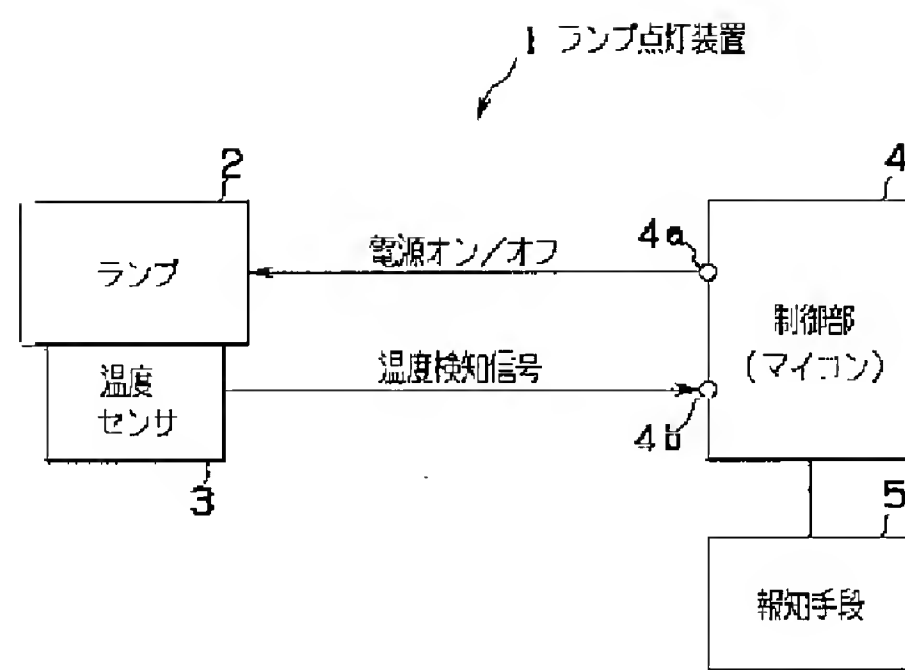 1 ランプ点灯装置
2
4
ランプ
電源オン/オフ
4a
制御部
(マイコン)
温度
センサ
温度検知信号
4b
3
5
報知手段